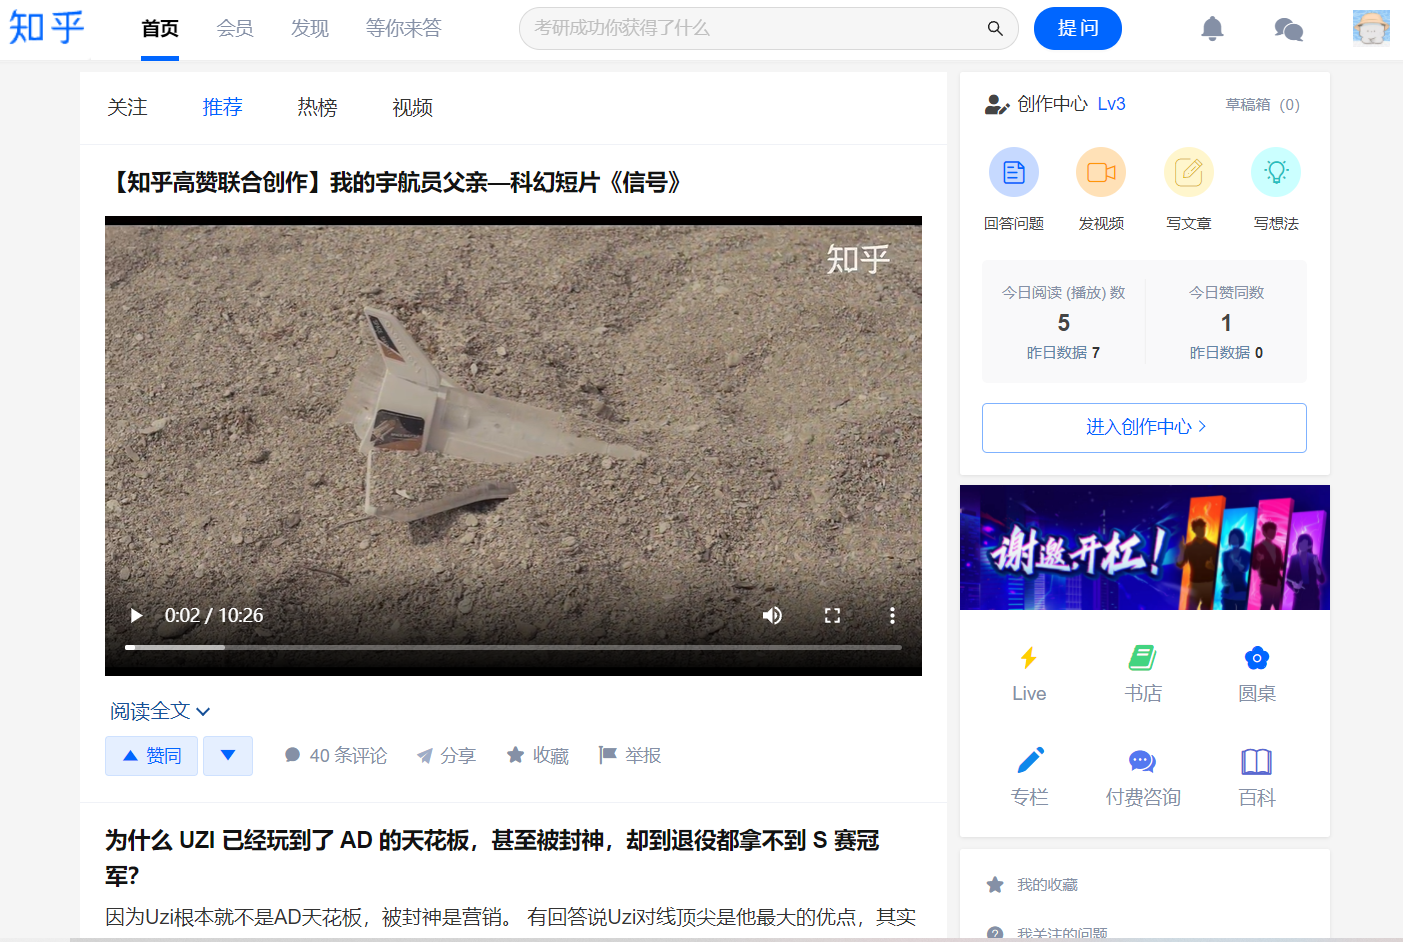 知乎
首页 会员 发现 等你来答
考研成功你获得了什么
提问
关注 推荐 热榜 视频
【知乎高赞联合创作】我的宇航员父亲—科幻短片《信号》
知乎
0:02 / 10:26
阅读全文
赞同
40 条评论 分享 收藏 举报
为什么 UZI 已经玩到了 AD 的天花板，甚至被封神，却到退役都拿不到 S 赛冠
军？
因为Uzi根本就不是AD天花板，被封神是营销。 有回答说Uzi对线顶尖是他最大的优点，其实
创作中心 Lv3 草稿箱 (0)
回答问题 发视频 写文章 写想法
今日阅读 (播放) 数
5
昨日数据 7
今日赞同数
1
昨日数据 0
进入创作中心
谢邀开杠！
Live 书店 圆桌
专栏 付费咨询 百科
我的收藏
我关注的问题